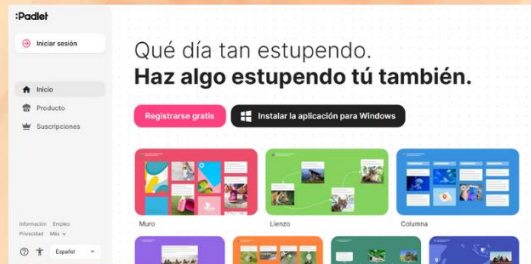 :Padlet
Iniciar sesión
Inicio
Producto
Suscripciones
Información Empleo
Privacidad Más
Español
Qué día tan estupendo.
Haz algo estupendo tú también.
Registrarse gratis
Instalar la aplicación para Windows
Muro
Lienzo
Columna